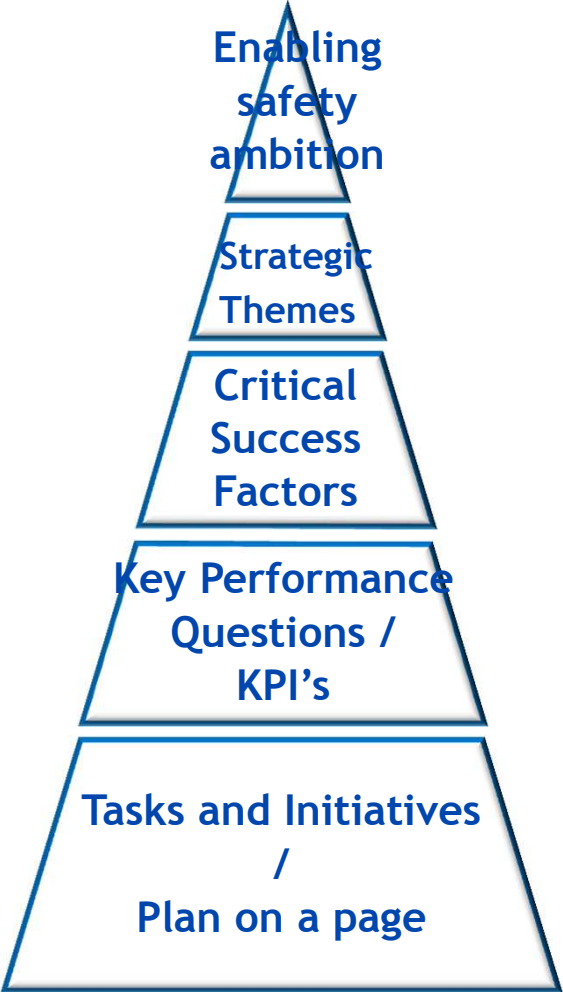 Enabling
safety
ambition
Strategic
Themes
Critical
Success
Factors
Key Performance
Questions /
KPI’s
Tasks and Initiatives
/
Plan on a page